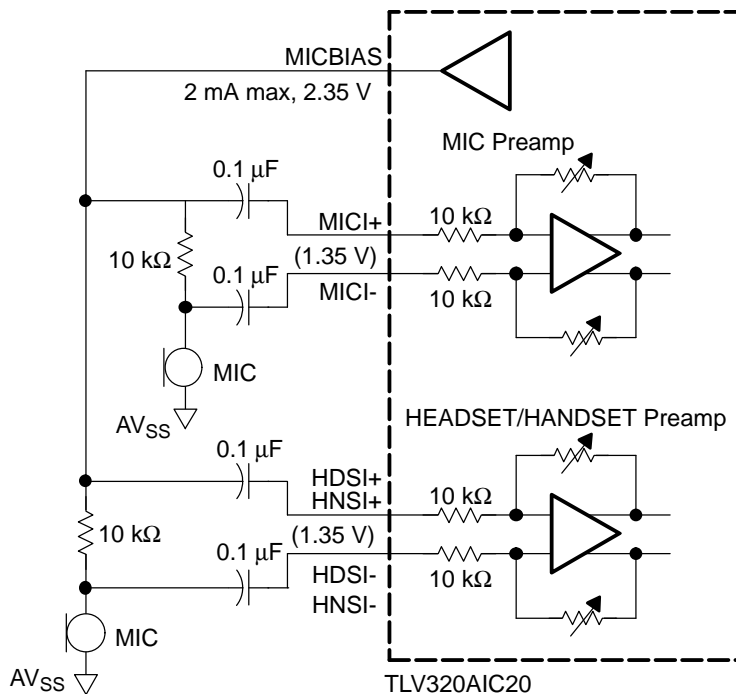 MICBIAS
2 mA max, 2.35 V
MIC Preamp
0.1 μF
MICI+
10 kΩ
10 kΩ
0.1 μF
(1.35 V)
MICI-
10 kΩ
MIC
AVSS
HEADSET/HANDSET Preamp
0.1 μF
HDSI+
HNSI+
10 kΩ
10 kΩ
0.1 μF
(1.35 V)
HDSI-
HNSI-
10 kΩ
MIC
AVSS
TLV320AIC20